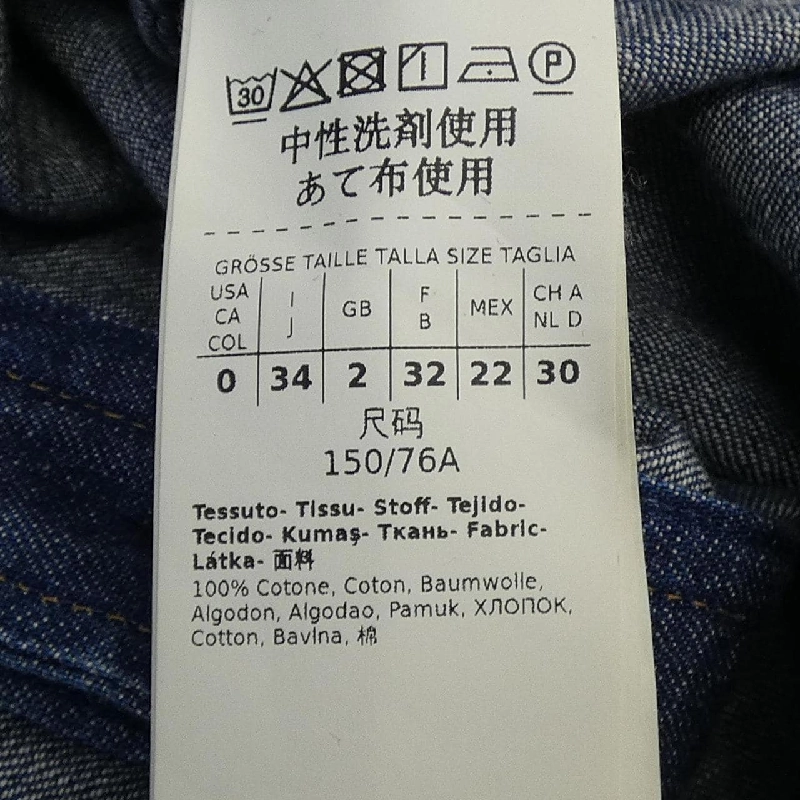 30 P
中性洗剤使用
あて布使用
GRÖSSE TAILLE TALLA SIZE TAGLIA
USA CA COL I J GB F B MEX CH A NL D
0 34 2 32 22 30
尺码
150/76A
Tessuto- Tissu- Stoff- Tejido-
Tecido- Kumaş- Ткань- Fabric-
Látka- 面料
100% Cotone, Coton, Baumwolle,
Algodon, Algodao, Pamuk, ХЛОПОК,
Cotton, Bavlna, 棉